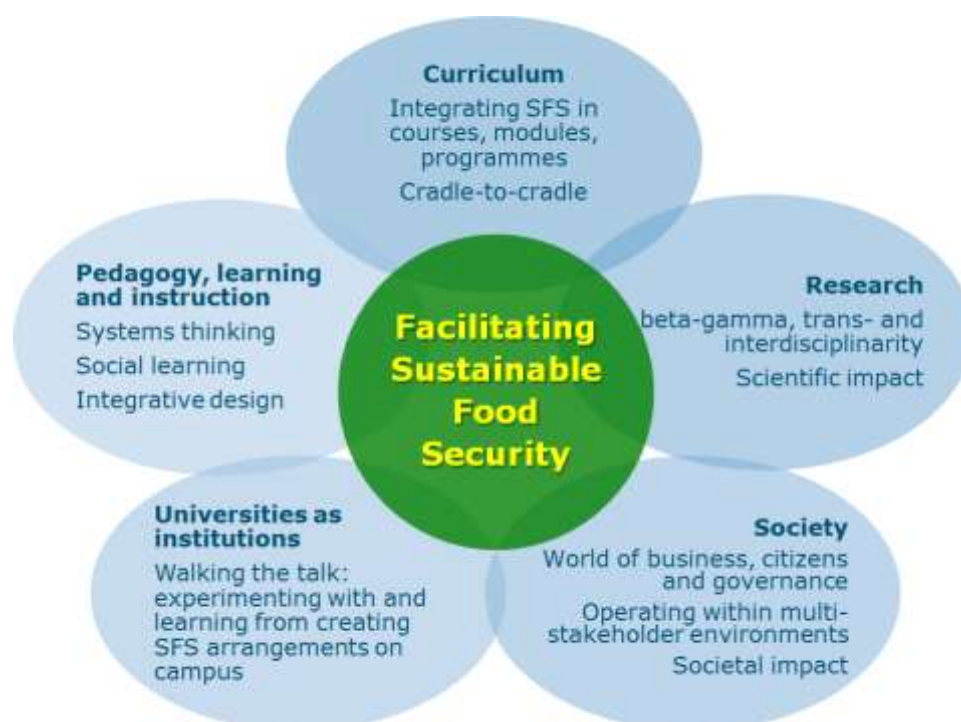 Curriculum
Integrating SFS in
courses, modules,
programmes
Cradle-to-cradle
Pedagogy, learning
and instruction
Systems thinking
Social learning
Integrative design
Facilitating
Sustainable
Food
Security
Research
beta-gamma, trans- and
interdisciplinarity
Scientific impact
Universities as
institutions
Walking the talk:
experimenting with and
learning from creating
SFS arrangements on
campus
Society
World of business, citizens
and governance
Operating within multi-
stakeholder environments
Societal impact